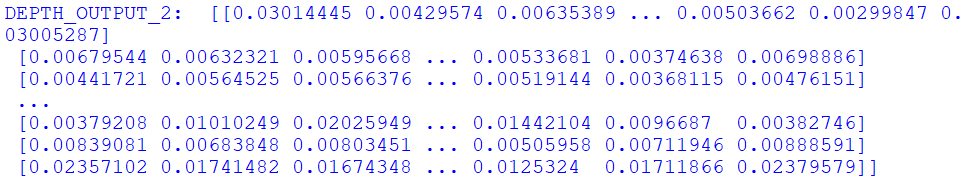 DEPTH_OUTPUT_2:  [[0.03014445 0.00429574 0.00635389 ... 0.00503662 0.00299847 0.
03005287]
 [0.00679544 0.00632321 0.00595668 ... 0.00533681 0.00374638 0.00698886]
 [0.00441721 0.00564525 0.00566376 ... 0.00519144 0.00368115 0.00476151]
 ...
 [0.00379208 0.01010249 0.02025949 ... 0.01442104 0.0096687  0.00382746]
 [0.00839081 0.00683848 0.00803451 ... 0.00505958 0.00711946 0.00888591]
 [0.02357102 0.01741482 0.01674348 ... 0.0125324  0.01711866 0.02379579]]